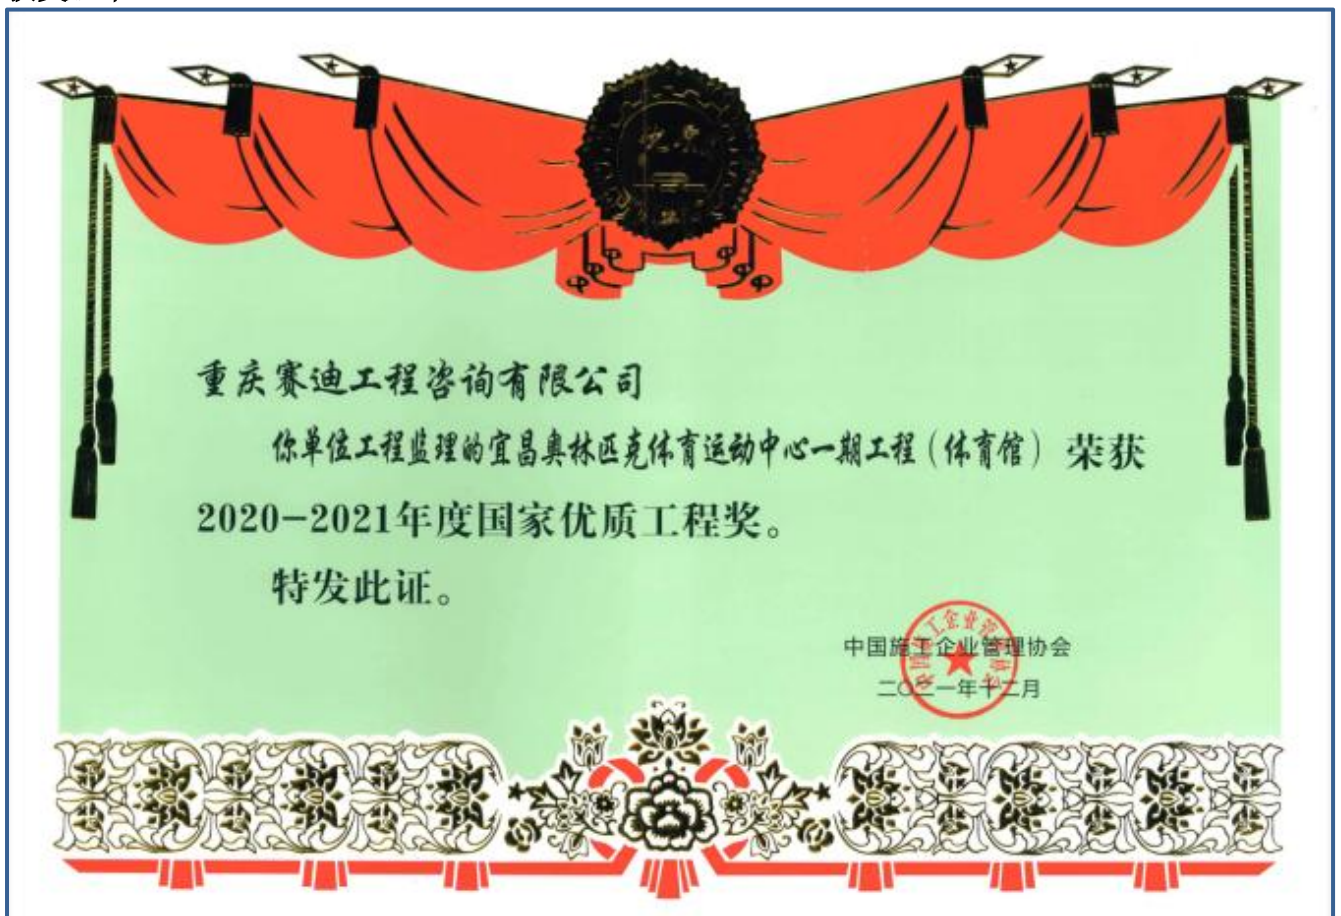 重庆赛迪工程咨询有限公司
你单位工程监理的宜昌奥林匹克体育运动中心一期工程（体育馆）荣获
2020-2021年度国家优质工程奖。
特发此证。
中国施工企业管理协会
二〇二一年十二月